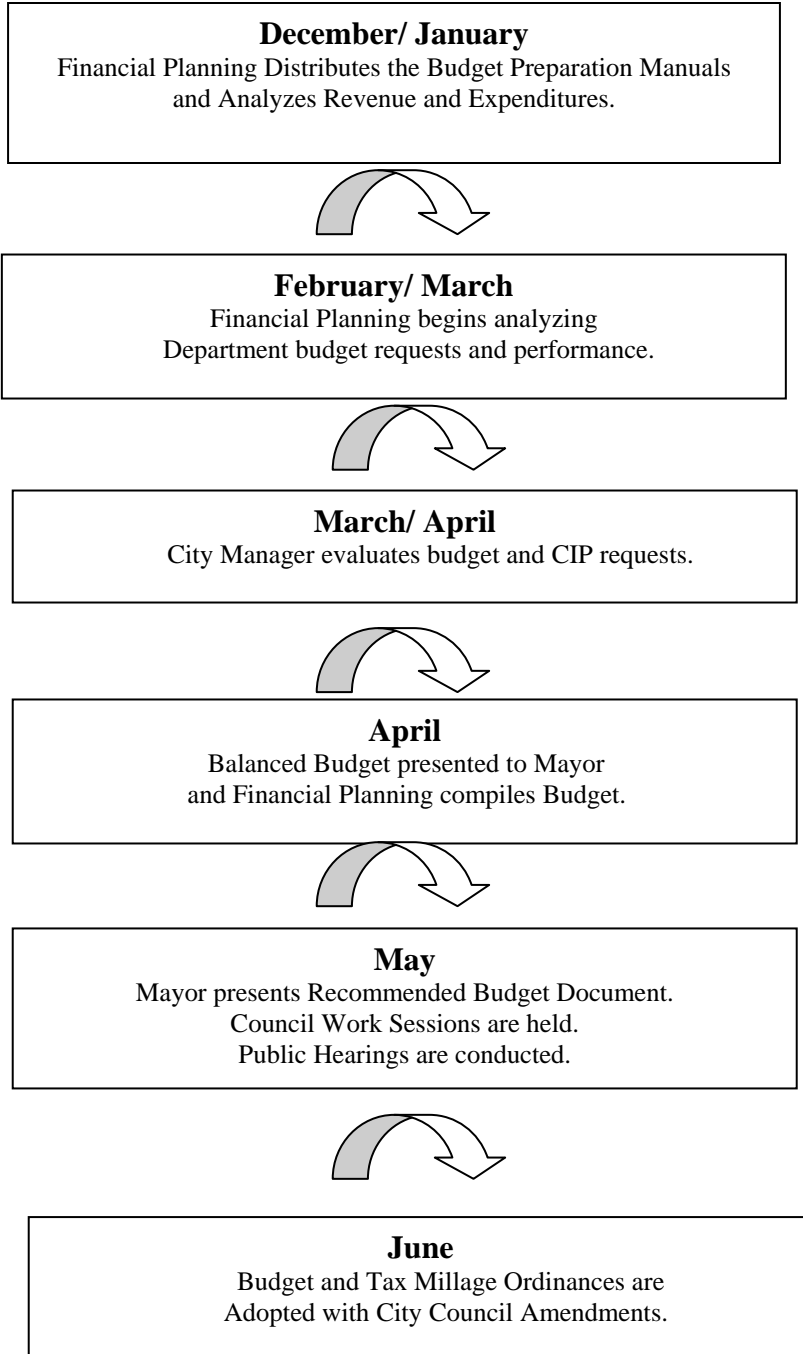 December/ January
Financial Planning Distributes the Budget Preparation Manuals
and Analyzes Revenue and Expenditures.
February/ March
Financial Planning begins analyzing
Department budget requests and performance.
March/ April
City Manager evaluates budget and CIP requests.
April
Balanced Budget presented to Mayor
and Financial Planning compiles Budget.
May
Mayor presents Recommended Budget Document.
Council Work Sessions are held.
Public Hearings are conducted.
June
Budget and Tax Millage Ordinances are
Adopted with City Council Amendments.